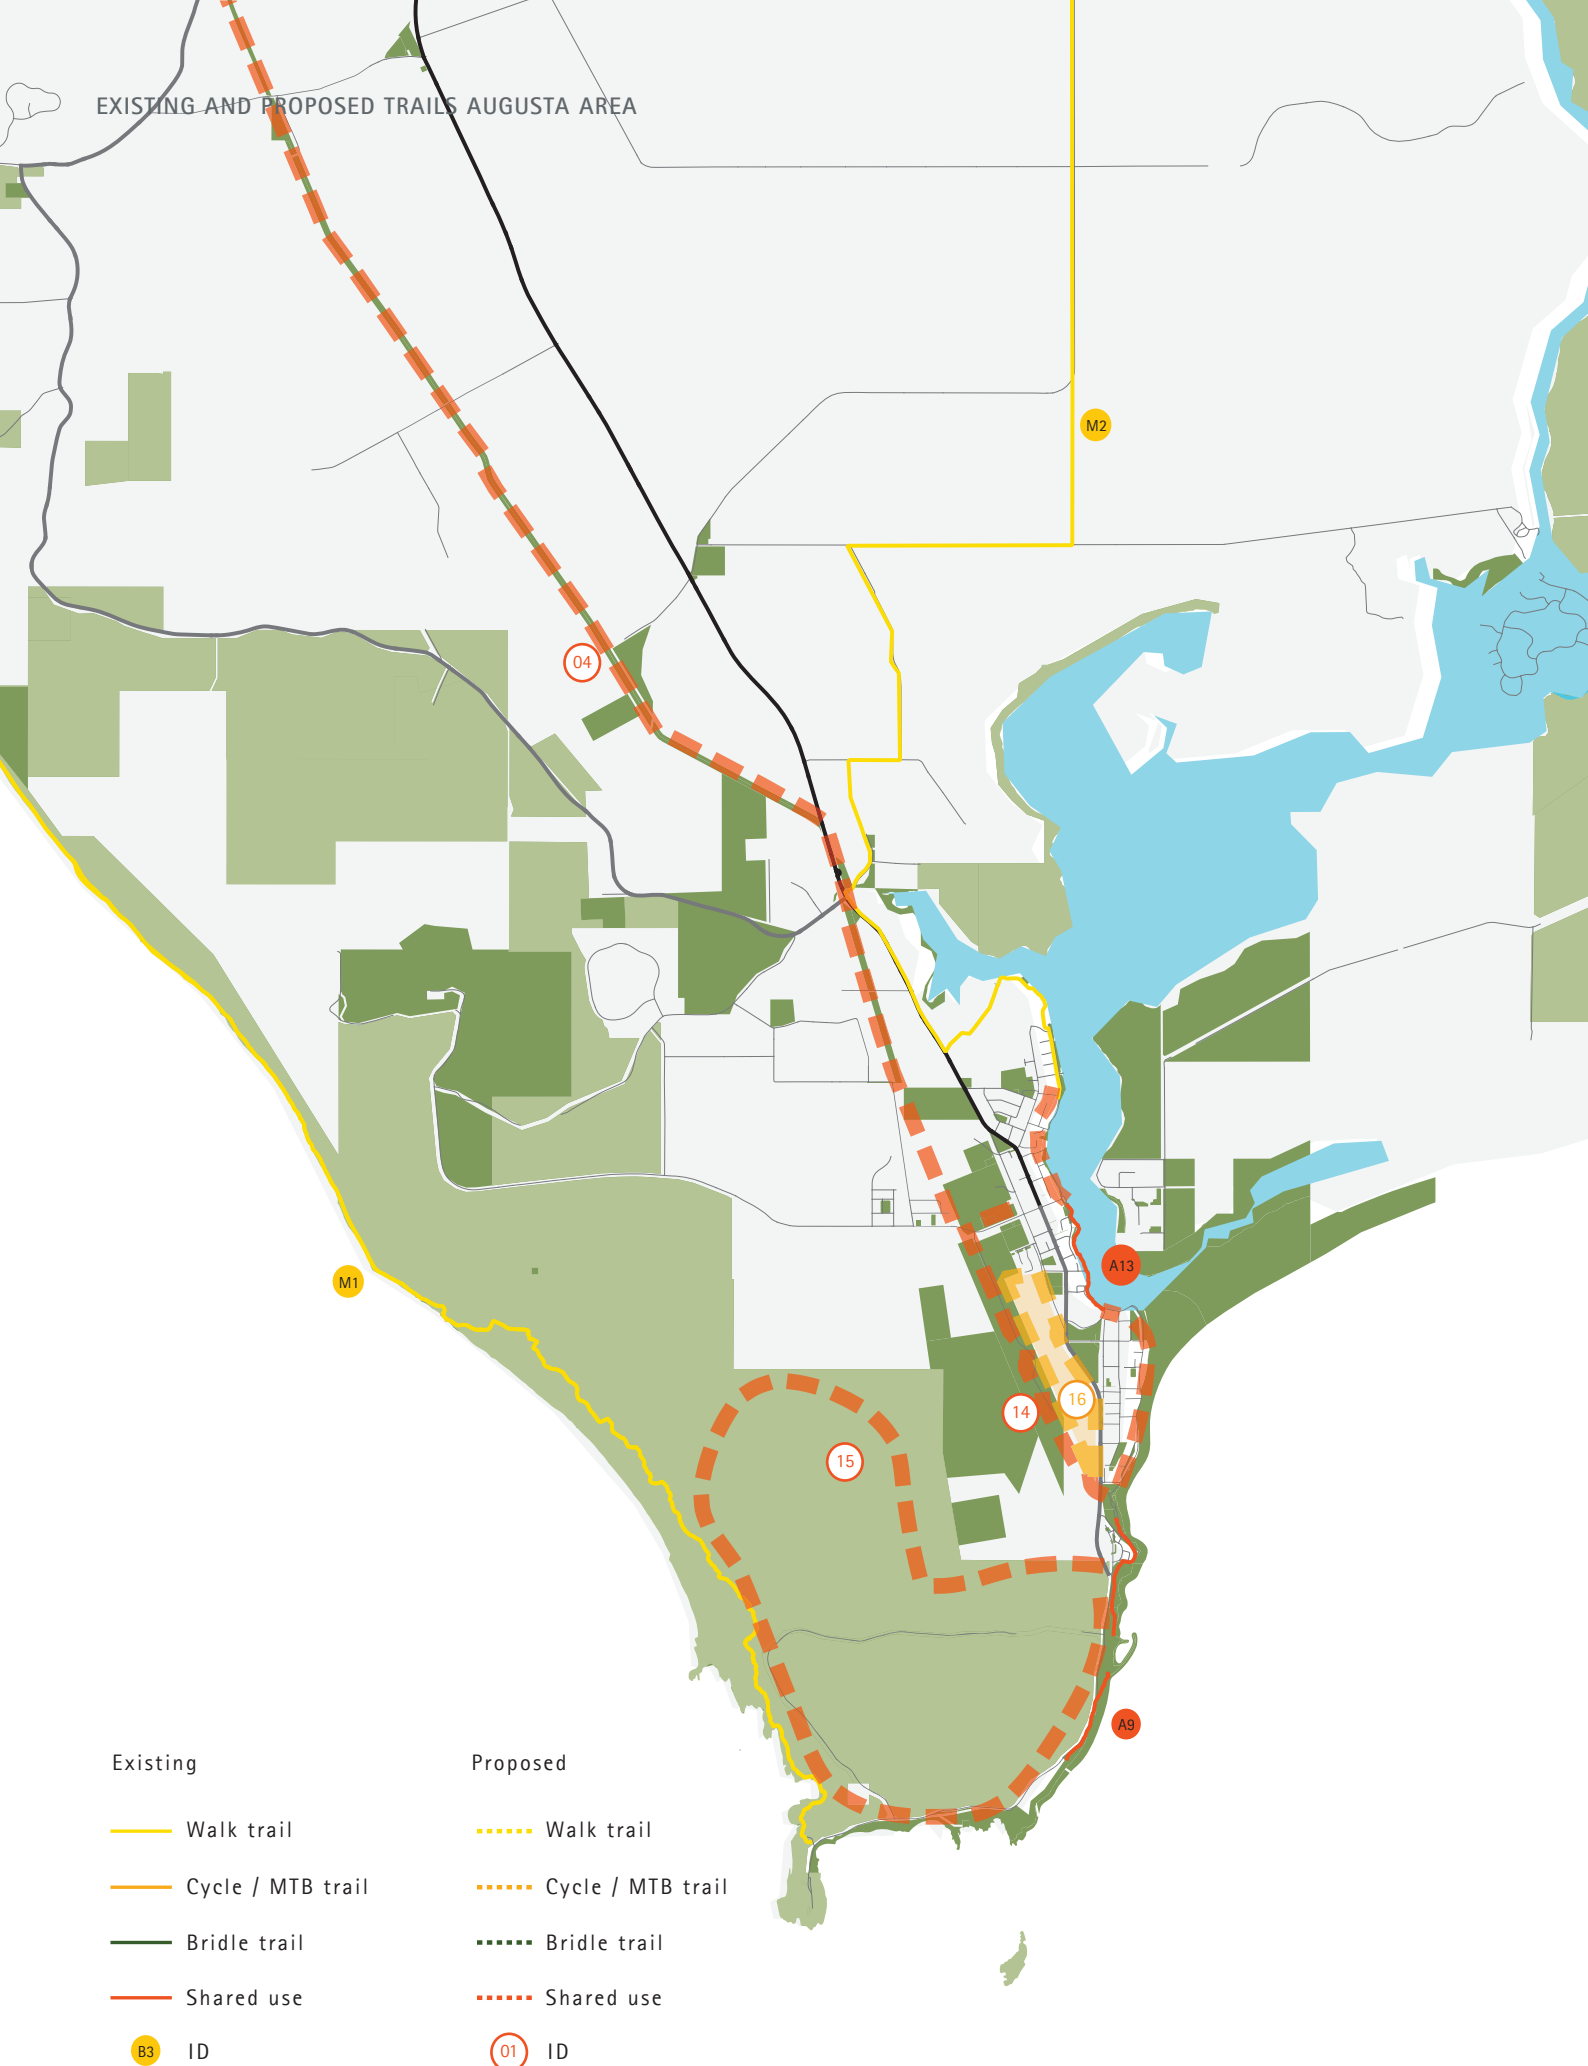 EXISTING AND PROPOSED TRAILS AUGUSTA AREA
M2
04
A13
M1
16
14
15
A9
Existing
Walk trail
Cycle / MTB trail
Bridle trail
Shared use
B3 ID
Proposed
Walk trail
Cycle / MTB trail
Bridle trail
Shared use
01 ID